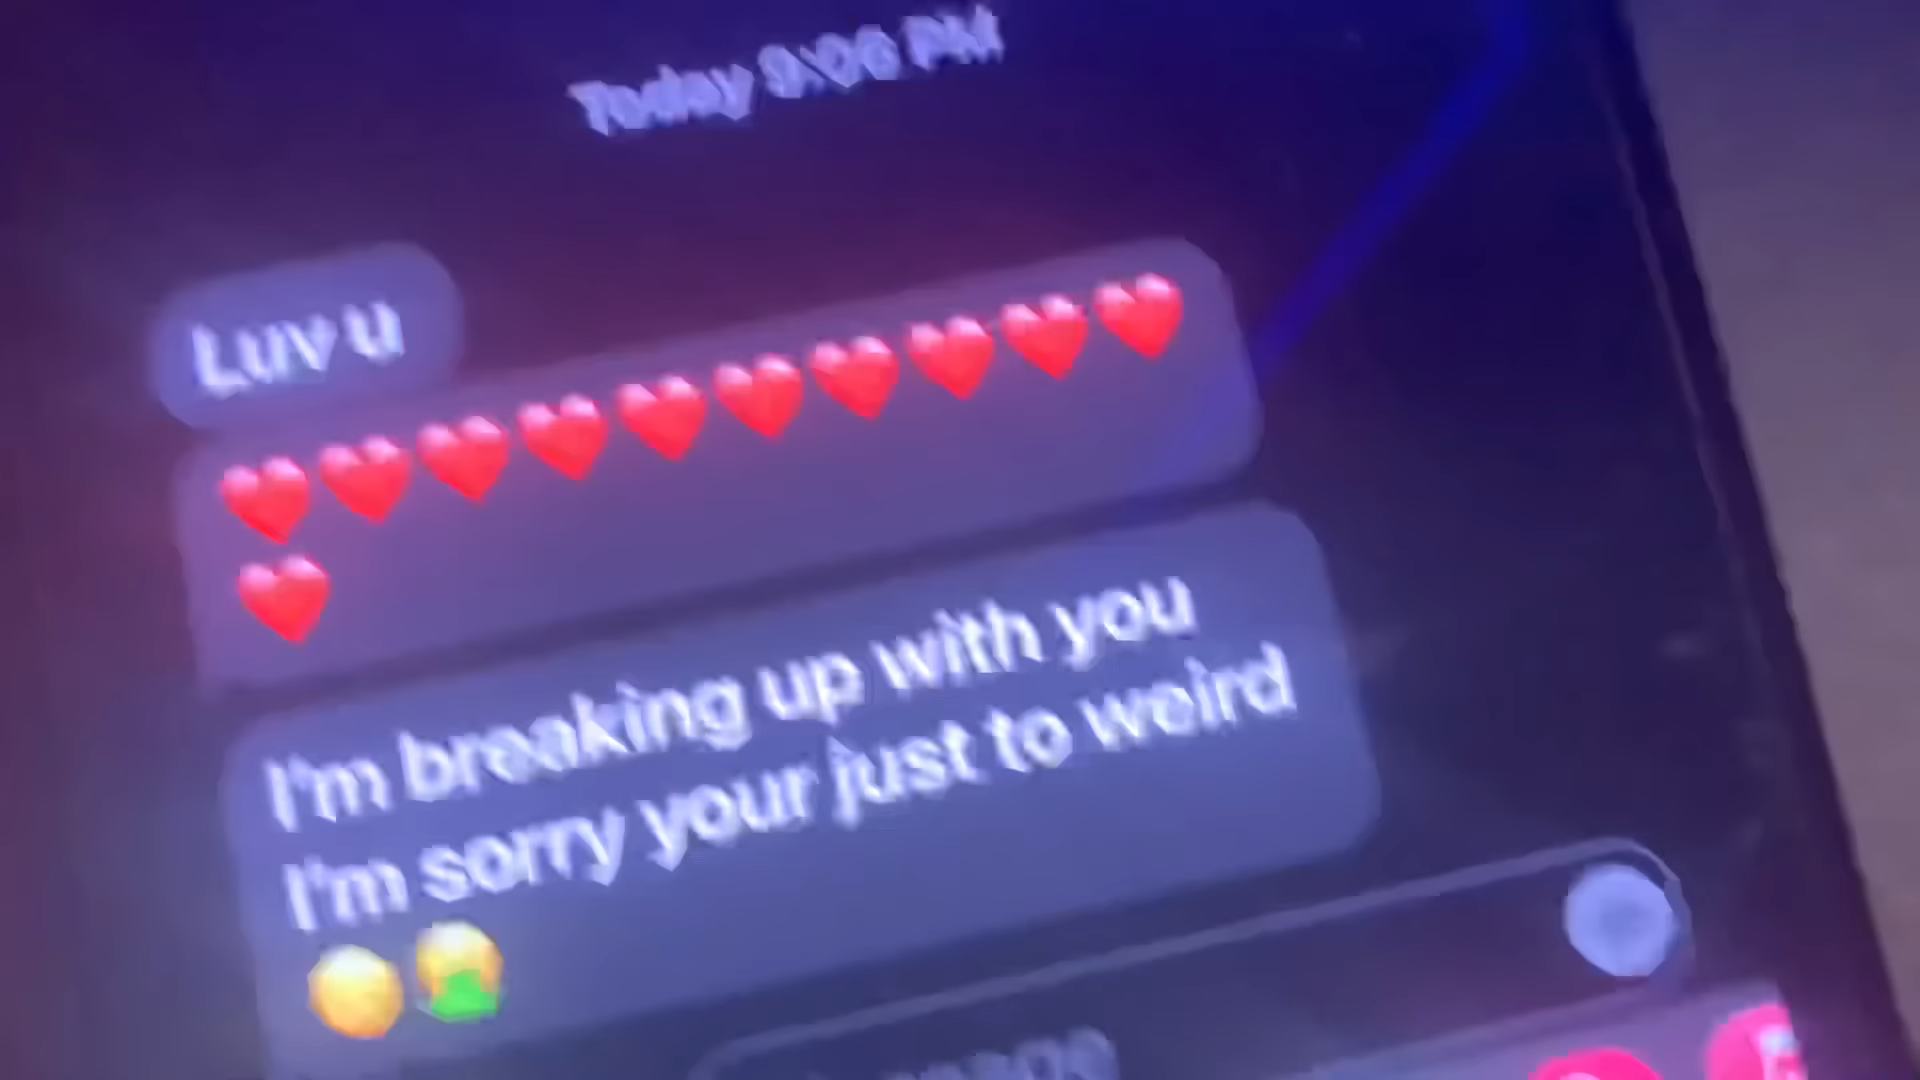 Today 9:06 PM
Luv u
❤️❤️❤️❤️❤️❤️❤️❤️❤️❤️
❤️
I'm breaking up with you
I'm sorry your just to weird